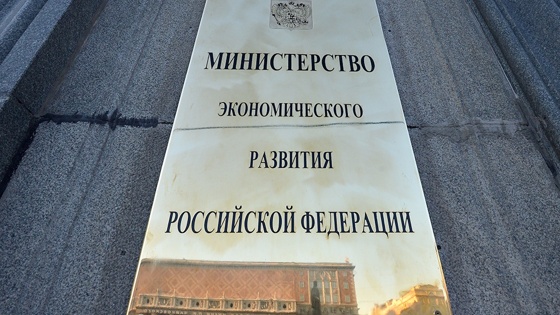 МИНИСТЕРСТВО
ЭКОНОМИЧЕСКОГО
РАЗВИТИЯ
РОССИЙСКОЙ ФЕДЕРАЦИИ